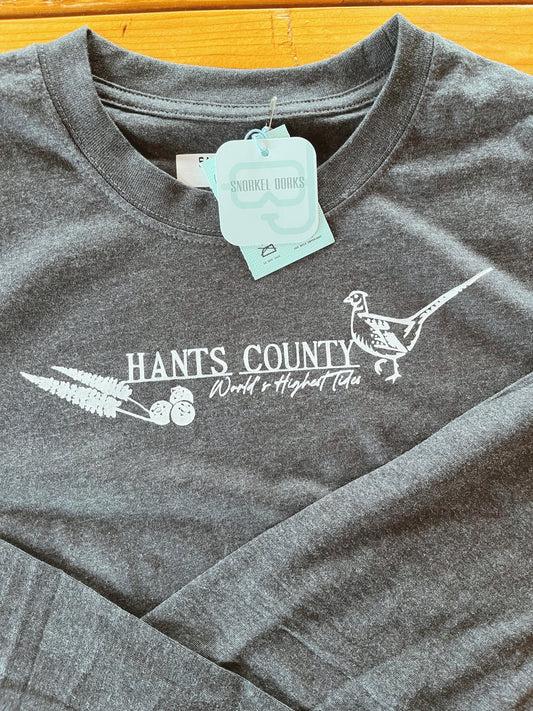 SNORKEL DORKS
HANTS COUNTY
World's Highest Tides